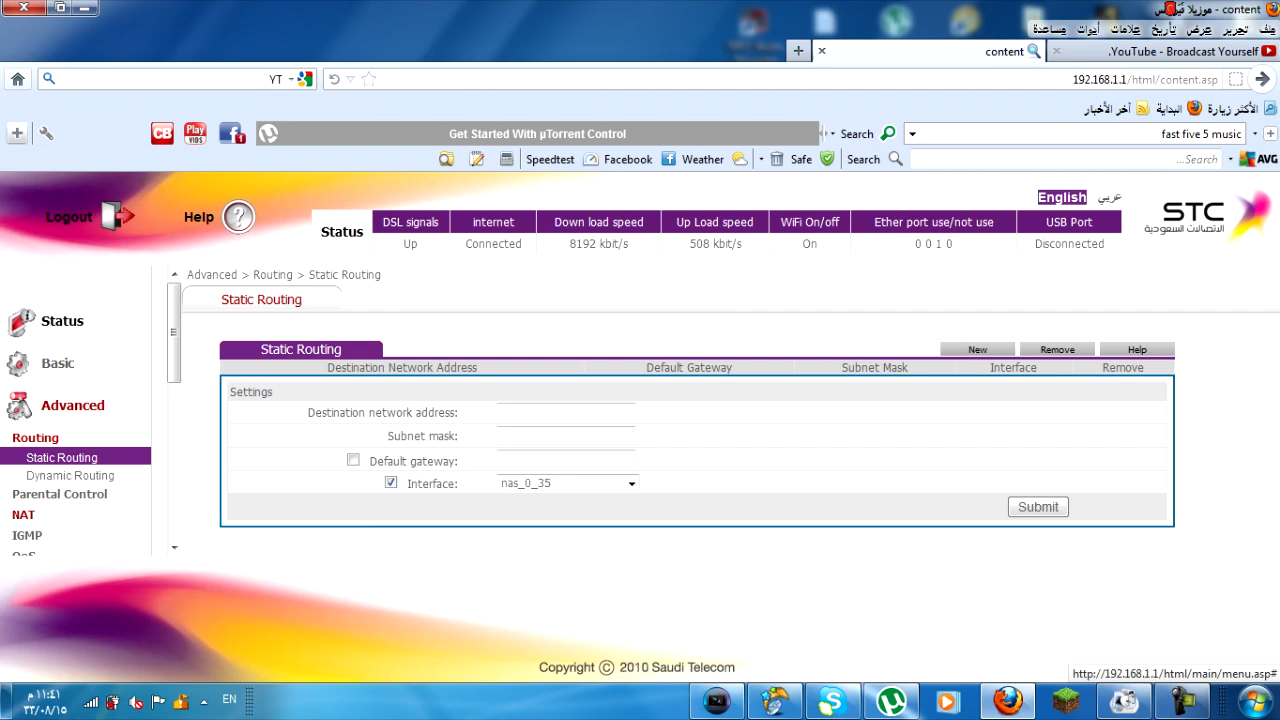 content - موزيلا فيرفكس
ملف تحرير عرض تأريخ علامات أدوات مساعدة
YouTube - Broadcast Yourself.
content
192.168.1.1/html/content.asp
YT
الأكثر زيارة البداية آخر الأخبار
CB Play VIDS 1 Get Started With µTorrent Control Search fast five 5 music
Speedtest Facebook Weather Safe Search Search... AVG
Logout Help
English عربي
STC
الاتصالات السعودية
Status DSL signals internet Down load speed Up Load speed WiFi On/off Ether port use/not use USB Port
Up Connected 8192 kbit/s 508 kbit/s On 0 0 1 0 Disconnected
Advanced > Routing > Static Routing
Static Routing
Status
Basic
Advanced
Routing
Static Routing
Dynamic Routing
Parental Control
NAT
IGMP
QoS
Static Routing New Remove Help
Destination Network Address Default Gateway Subnet Mask Interface Remove
Settings
Destination network address:
Subnet mask:
Default gateway:
Interface: nas_0_35
Submit
Copyright © 2010 Saudi Telecom
http://192.168.1.1/html/main/menu.asp#
EN
١١:٤١ م
٣٣/٠٨/١٥